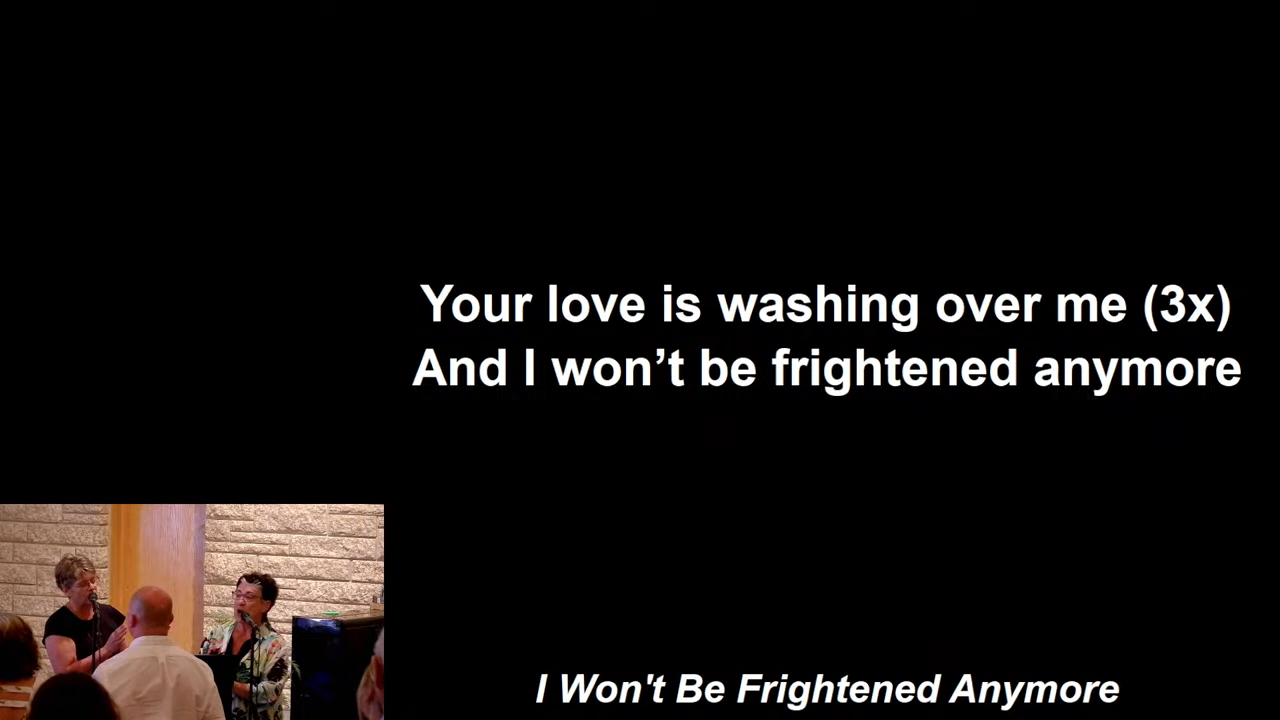 Your love is washing over me (3x)
And I won’t be frightened anymore
I Won't Be Frightened Anymore